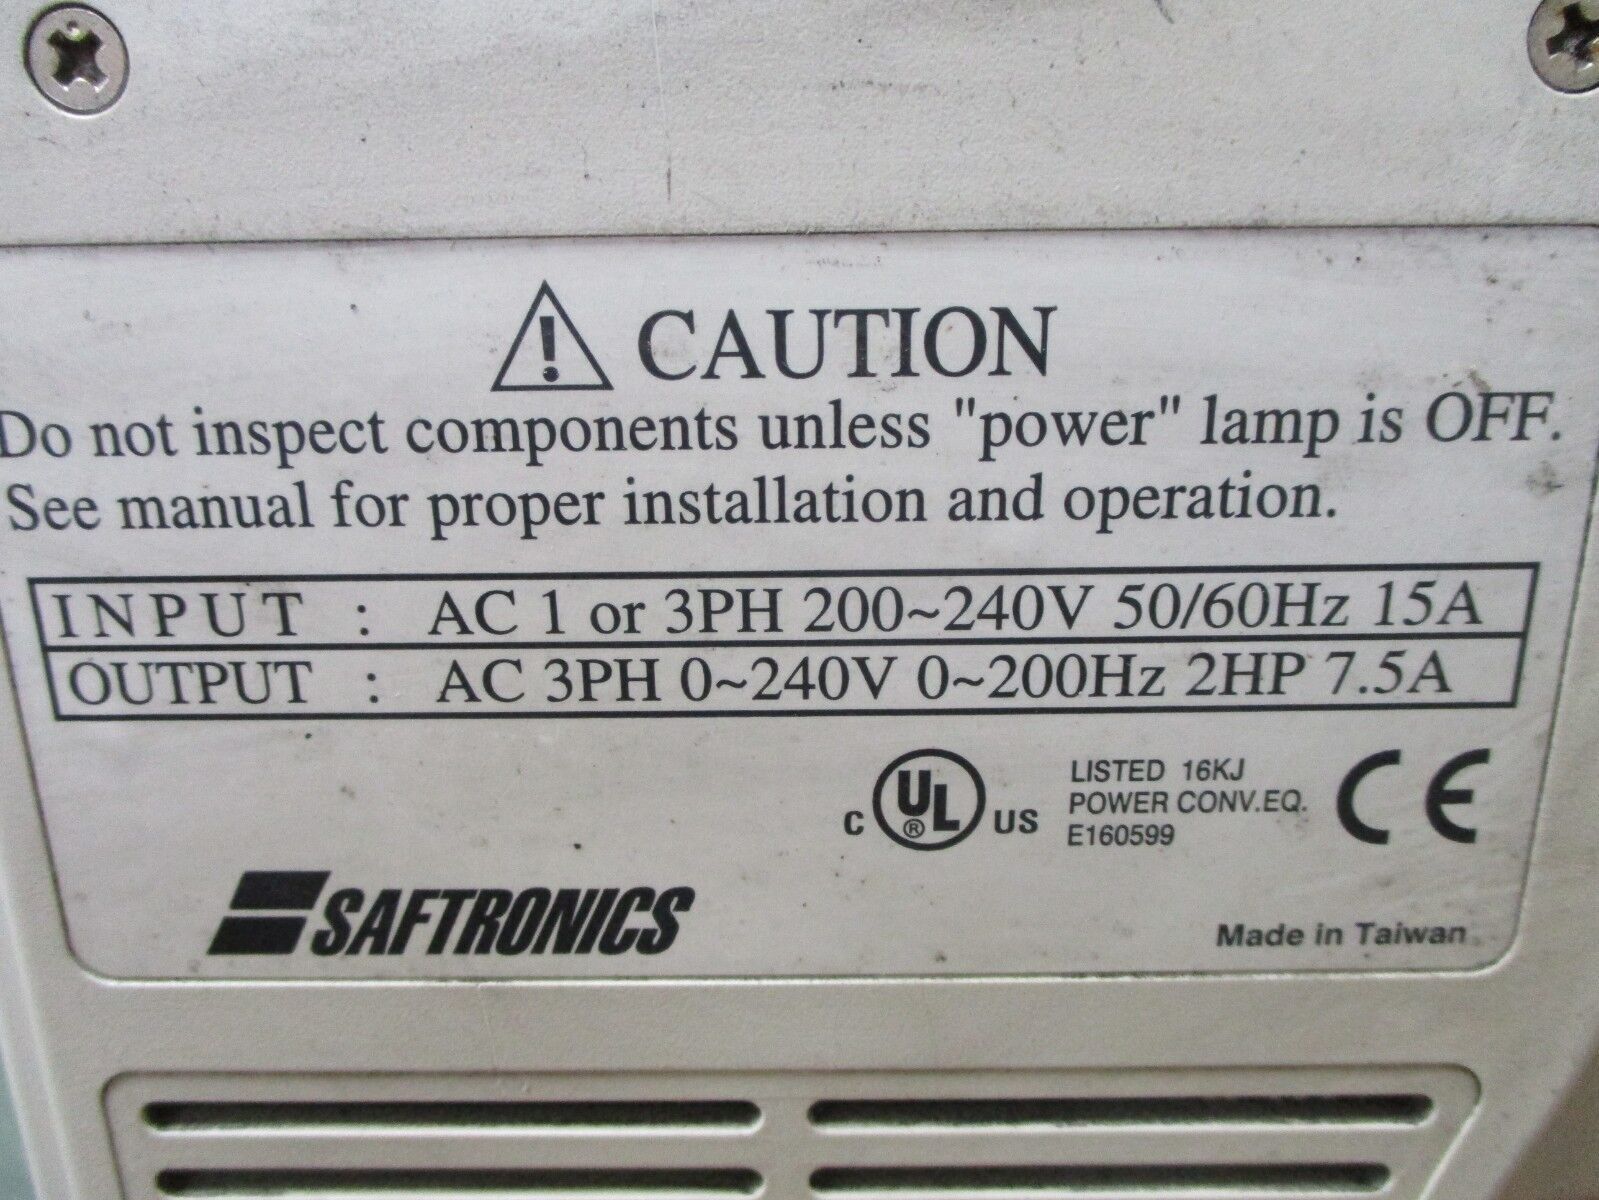 CAUTION
Do not inspect components unless "power" lamp is OFF.
See manual for proper installation and operation.
INPUT : AC 1 or 3PH 200~240V 50/60Hz 15A
OUTPUT : AC 3PH 0~240V 0~200Hz 2HP 7.5A
C UL ® US
LISTED 16KJ
POWER CONV.EQ.
E160599
CE
SAFTRONICS
Made in Taiwan